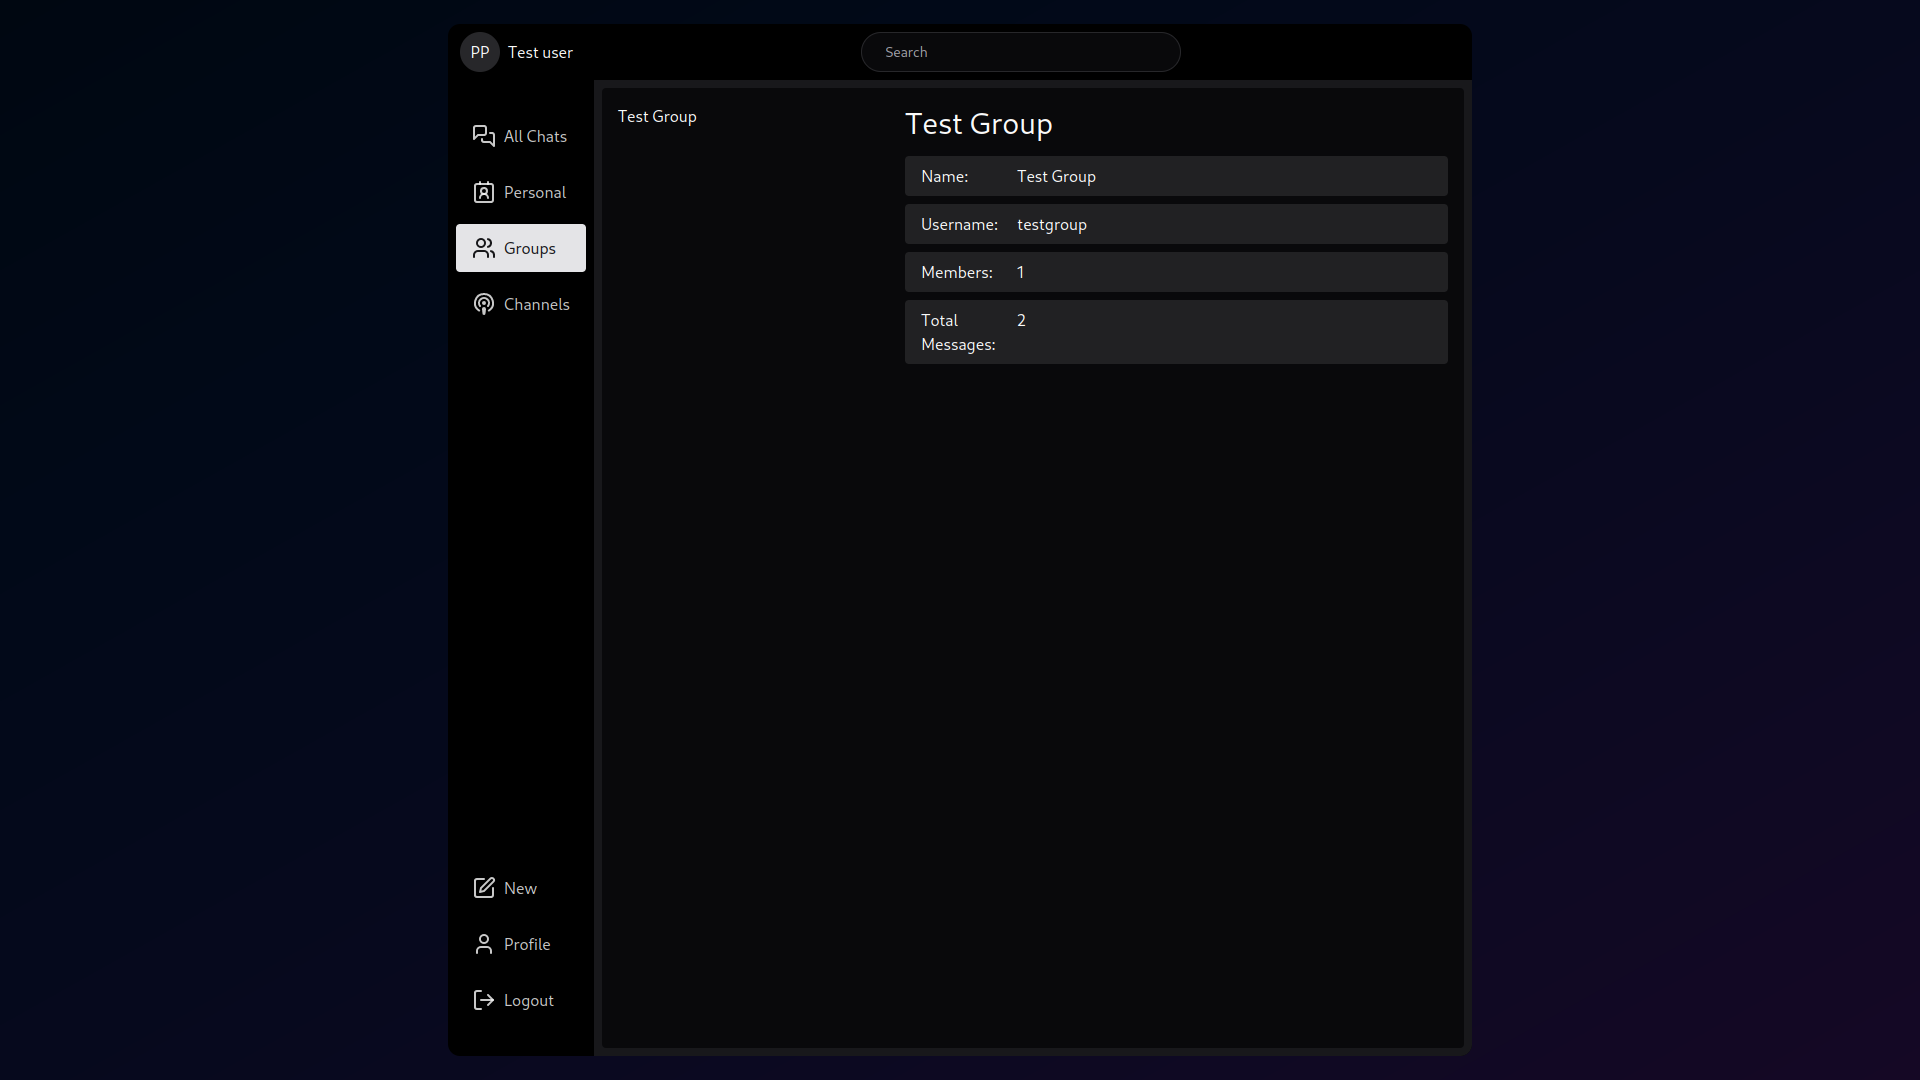 PP Test user
Search
All Chats
Personal
Groups
Channels
New
Profile
Logout
Test Group
Test Group
Name: Test Group
Username: testgroup
Members: 1
Total 2
Messages: